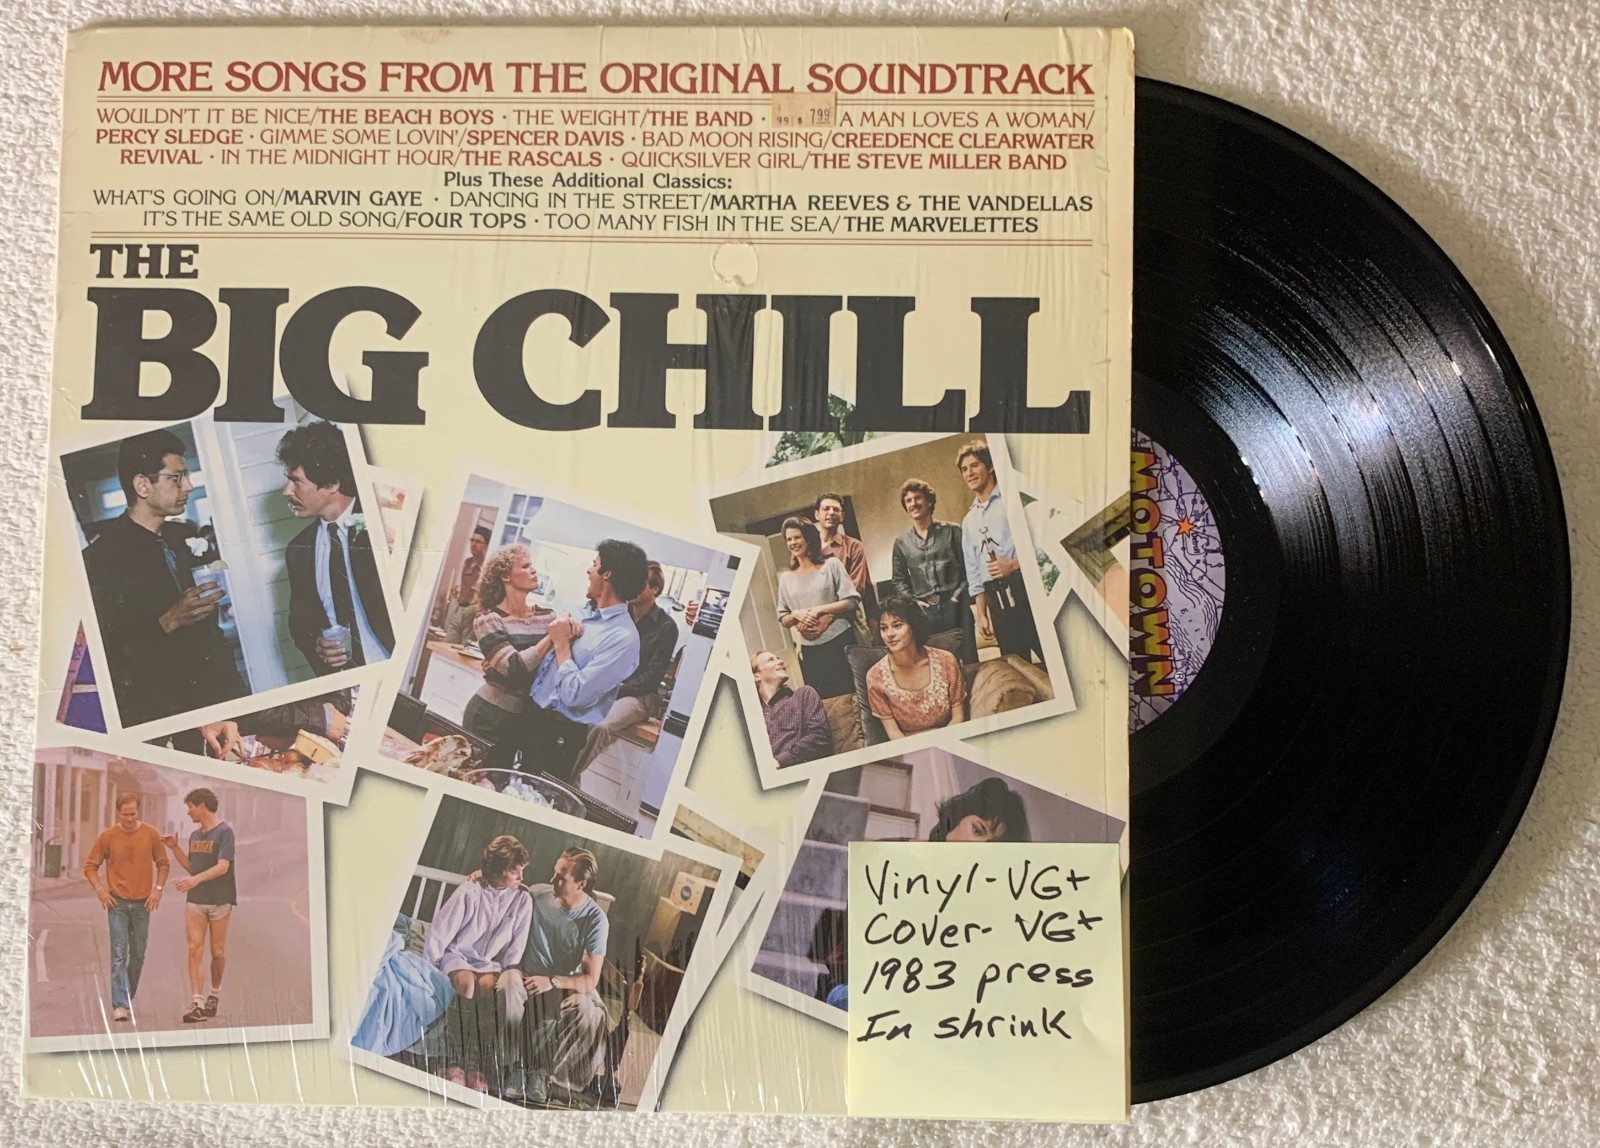 MORE SONGS FROM THE ORIGINAL SOUNDTRACK
WOULDN'T IT BE NICE/THE BEACH BOYS · THE WEIGHT/THE BAND · A MAN LOVES A WOMAN/
PERCY SLEDGE · GIMME SOME LOVIN'/SPENCER DAVIS · BAD MOON RISING/CREEDENCE CLEARWATER
REVIVAL · IN THE MIDNIGHT HOUR/THE RASCALS · QUICKSILVER GIRL/THE STEVE MILLER BAND
Plus These Additional Classics:
WHAT'S GOING ON/MARVIN GAYE · DANCING IN THE STREET/MARTHA REEVES & THE VANDELLAS
IT'S THE SAME OLD SONG/FOUR TOPS · TOO MANY FISH IN THE SEA/THE MARVELETTES
99 $ 799
THE
BIG CHILL
MOTOWN
Vinyl-VG+
Cover-VG+
1983 press
In shrink